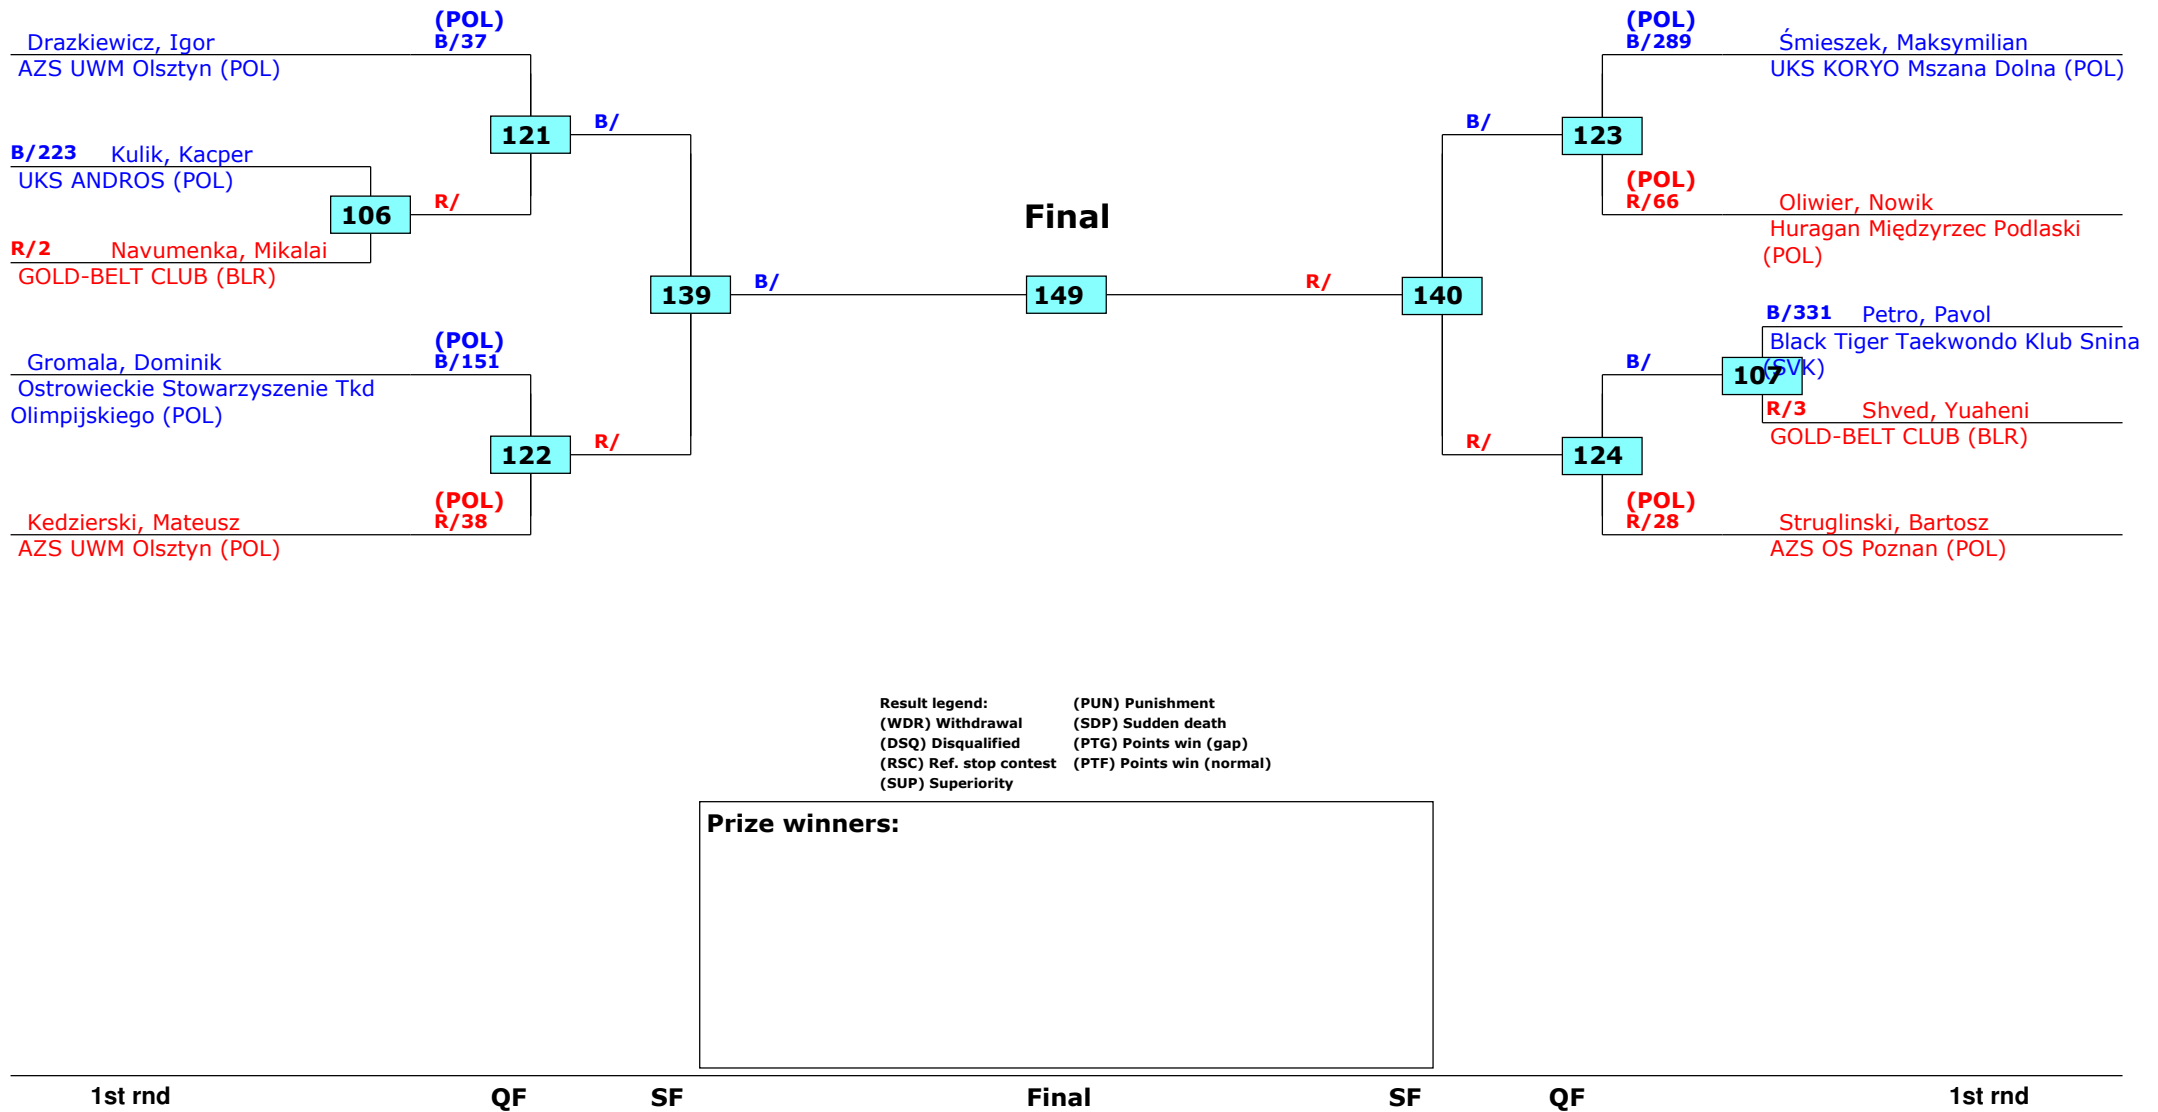 (POL)
B/37
Drazkiewicz, Igor
AZS UWM Olsztyn (POL)
121
B/
B/223 Kulik, Kacper
UKS ANDROS (POL)
106
R/
R/2 Navumenka, Mikalai
GOLD-BELT CLUB (BLR)
139
B/
(POL)
B/151
Gromala, Dominik
Ostrowieckie Stowarzyszenie Tkd
Olimpijskiego (POL)
122
R/
(POL)
R/38
Kedzierski, Mateusz
AZS UWM Olsztyn (POL)
Final
149
(POL)
B/289
Śmieszek, Maksymilian
UKS KORYO Mszana Dolna (POL)
B/
123
(POL)
R/66
Oliwier, Nowik
Huragan Międzyrzec Podlaski
(POL)
R/
140
B/331 Petro, Pavol
Black Tiger Taekwondo Klub Snina
(SVK)
B/
107
R/3 Shved, Yuaheni
GOLD-BELT CLUB (BLR)
R/
124
(POL)
R/28
Struglinski, Bartosz
AZS OS Poznan (POL)
Result legend:
(WDR) Withdrawal
(DSQ) Disqualified
(RSC) Ref. stop contest
(SUP) Superiority
(PUN) Punishment
(SDP) Sudden death
(PTG) Points win (gap)
(PTF) Points win (normal)
Prize winners:
1st rnd QF SF Final SF QF 1st rnd